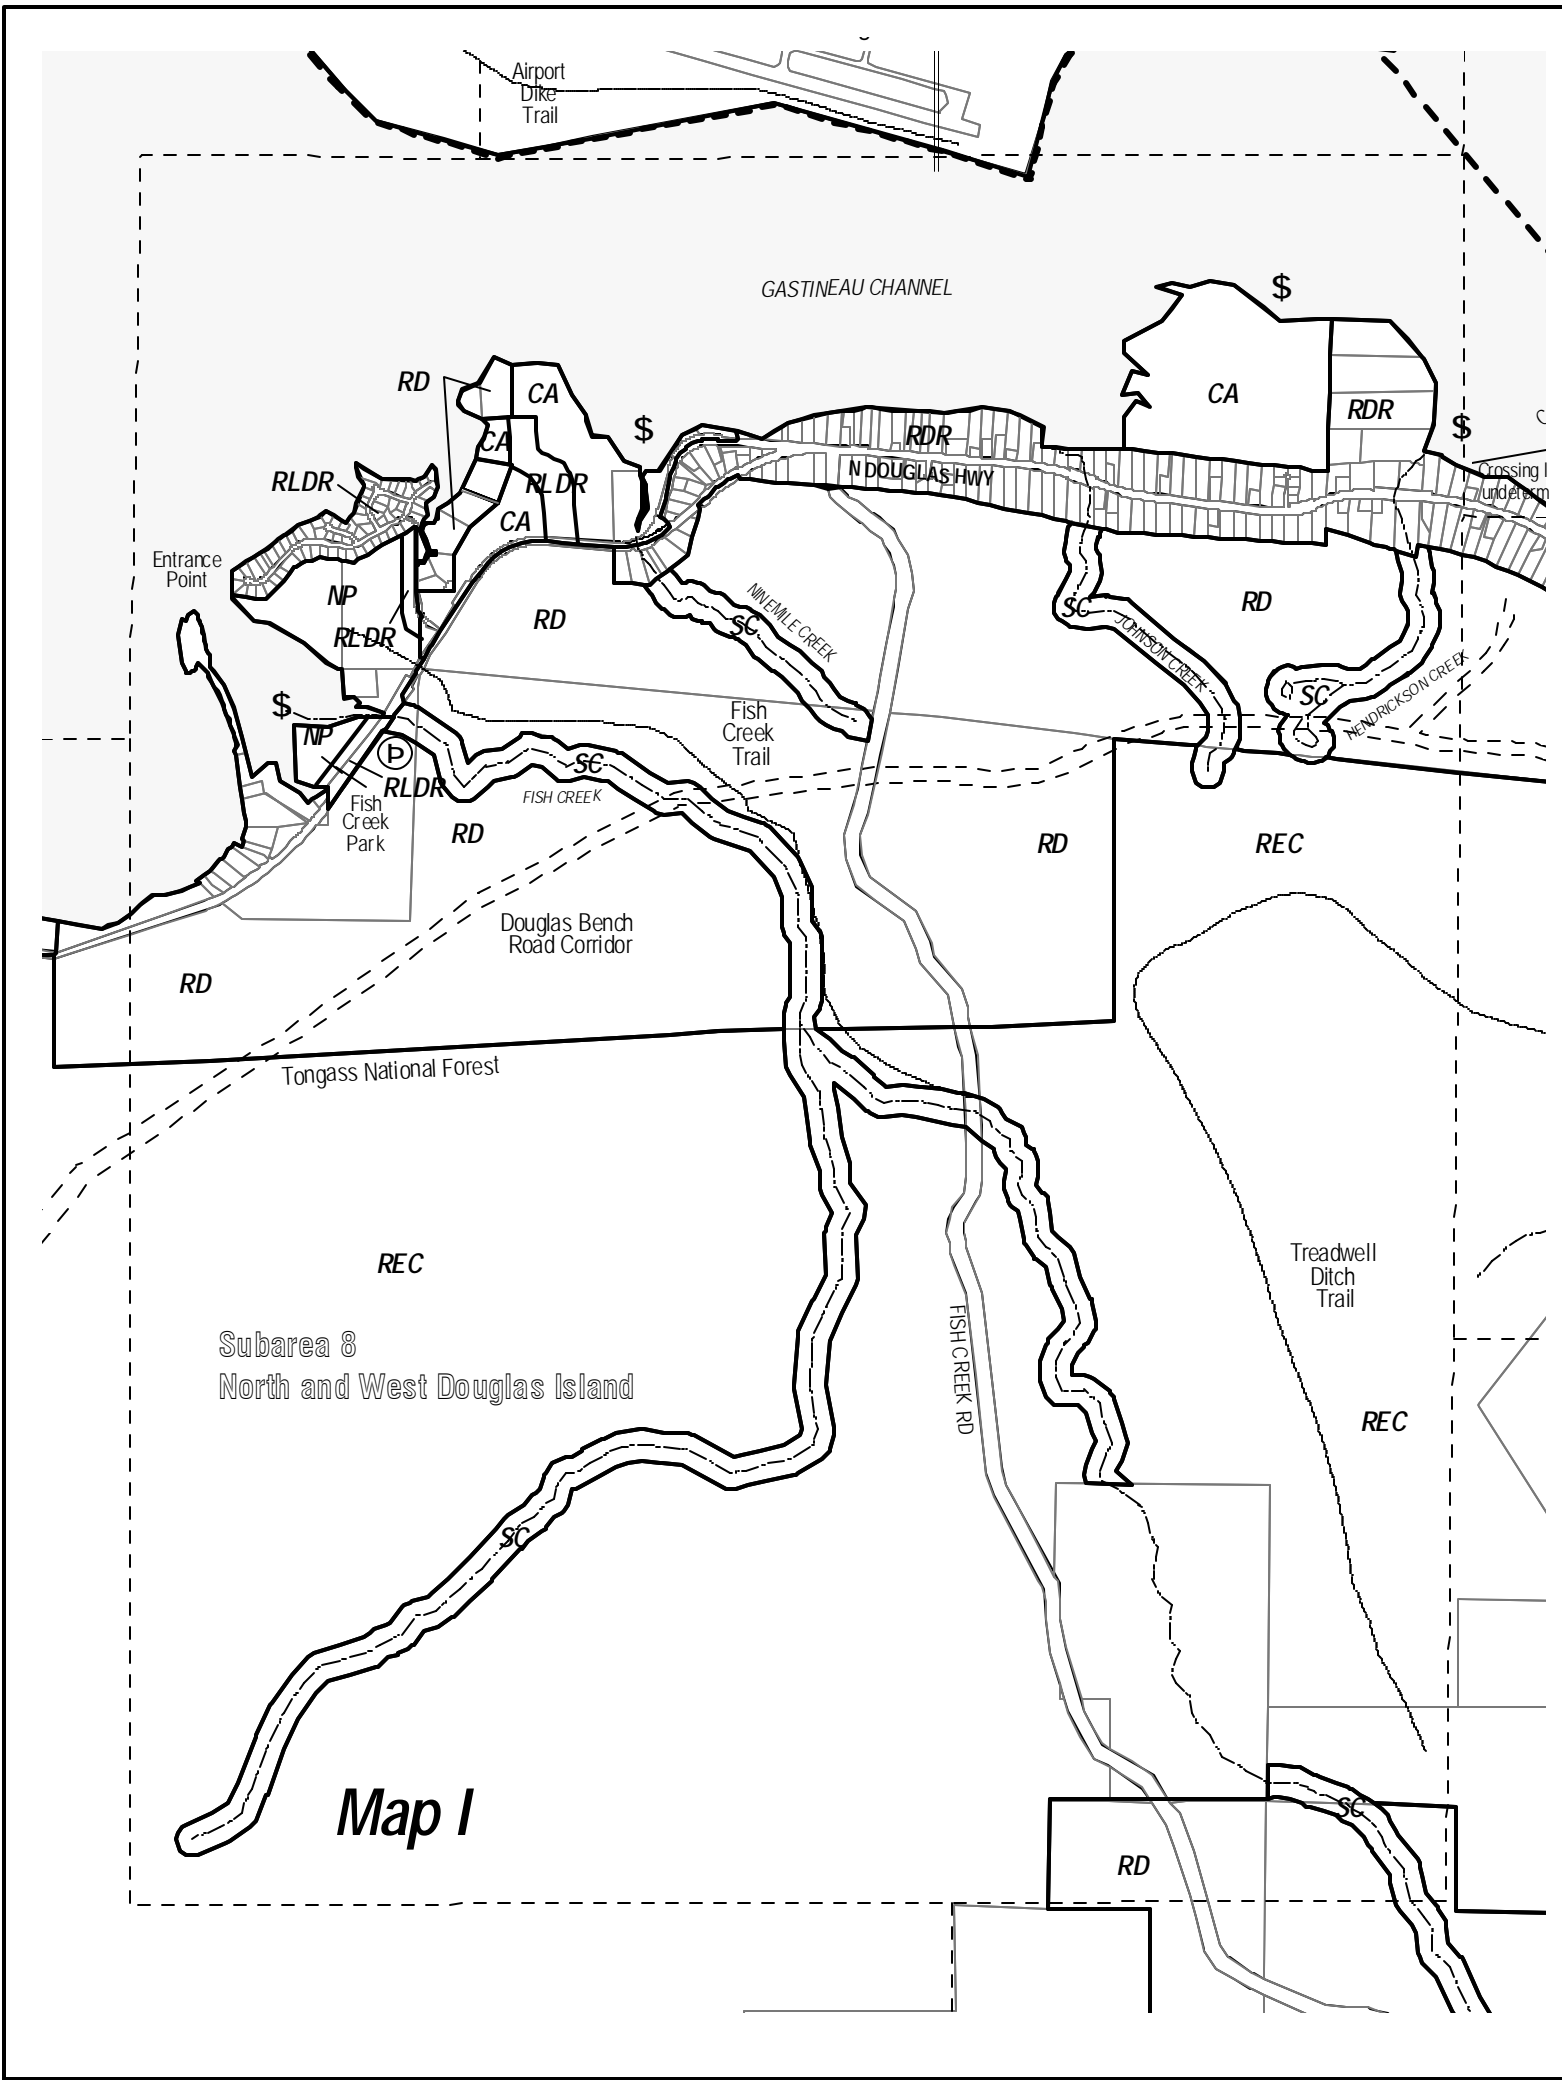 Airport
Dike
Trail
GASTINEAU CHANNEL
$
RD
CA
CA
RDR
$
CA
RDR
$
N DOUGLAS HWY
Crossing
RLDR
RLDR
CA
Entrance
Point
NP
RLDR
RD
SC
NINEMILE CREEK
SC
JOHNSON CREEK
RD
SC
HENDRICKSON CREEK
$
NP
RLDR
Fish
Creek
Park
Fish
Creek
Trail
SC
FISH CREEK
RD
RD
REC
Douglas Bench
Road Corridor
RD
Tongass National Forest
REC
Treadwell
Ditch
Trail
Subarea 8
North and West Douglas Island
FISH CREEK RD
REC
SC
Map I
SC
RD